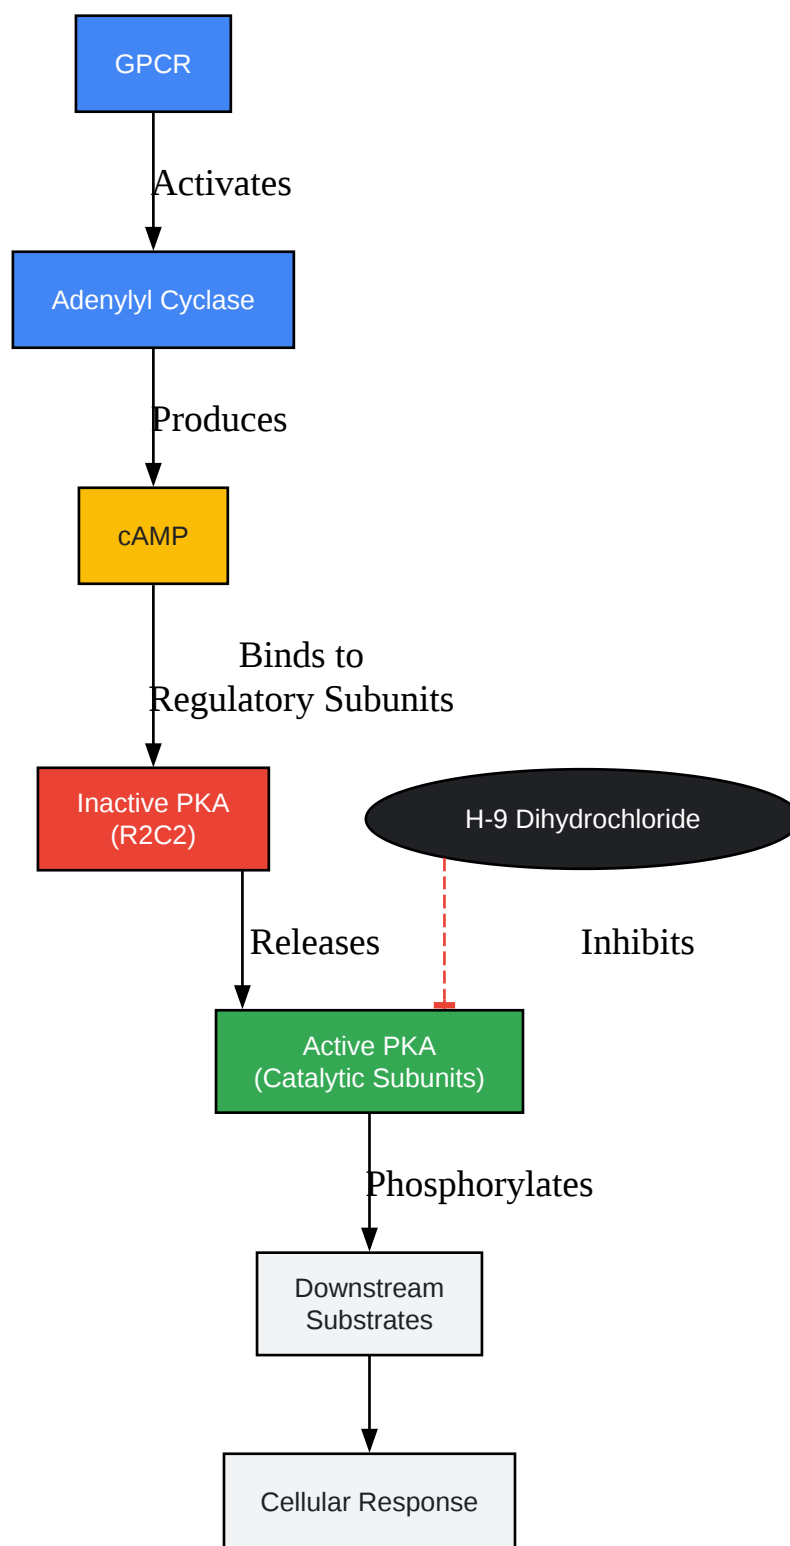 GPCR
Activates
Adenylyl Cyclase
Produces
cAMP
Binds to
Regulatory Subunits
Inactive PKA
(R2C2)
H-9 Dihydrochloride
Releases
Inhibits
Active PKA
(Catalytic Subunits)
Phosphorylates
Downstream
Substrates
Cellular Response